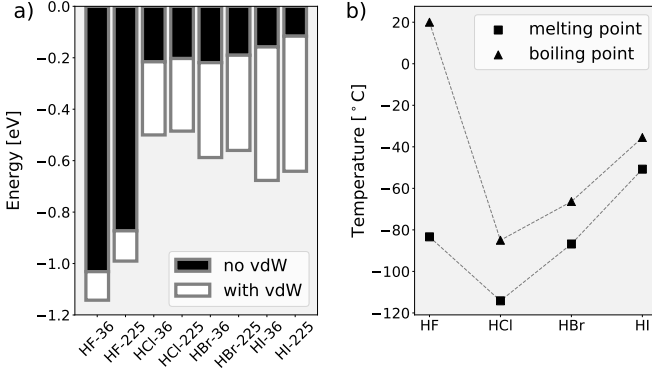 a)
0.0
−0.2
−0.4
−0.6
−0.8
−1.0
−1.2
Energy [eV]
no vdW
with vdW
HF-36
HF-225
HCl-36
HCl-225
HBr-36
HBr-225
HI-36
HI-225
b)
20
0
−20
−40
−60
−80
−100
−120
Temperature [°C]
melting point
boiling point
HF
HCl
HBr
HI